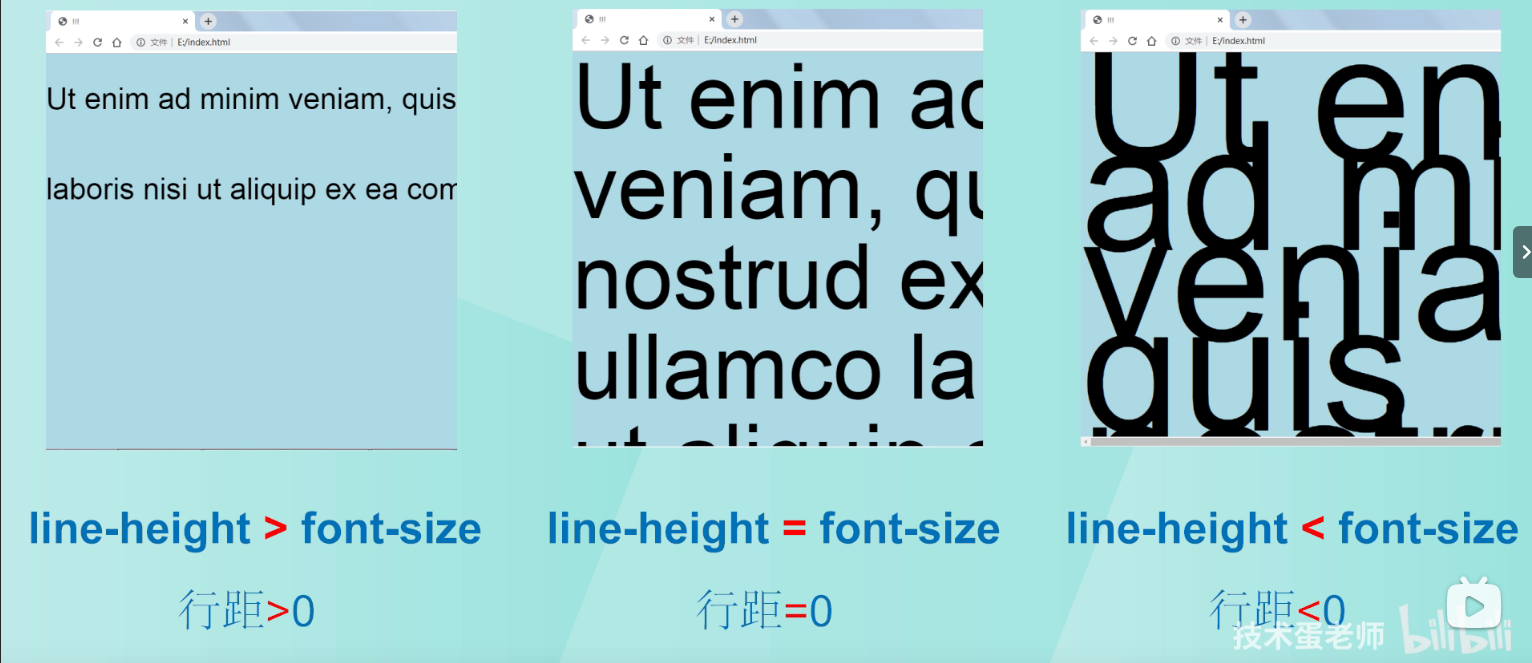 !!!
文件 E:/index.html
Ut enim ad minim veniam, quis
laboris nisi ut aliquip ex ea com
line-height > font-size
行距>0
!!!
文件 E:/index.html
Ut enim ad
veniam, qu
nostrud ex
ullamco la
ut aliquip
line-height = font-size
行距=0
!!!
文件 E:/index.html
Ut en
ad mi
venia
quis
line-height < font-size
行距<0
技术蛋老师 bilibili